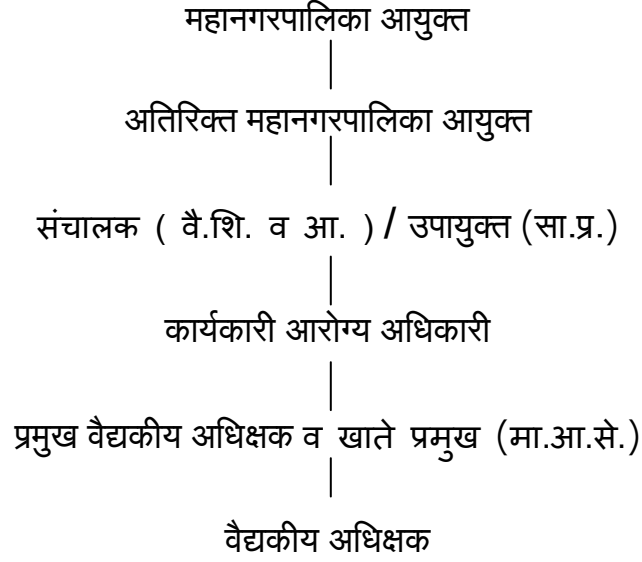 महानगरपालिका आयुक्त
अतिरिक्त महानगरपालिका आयुक्त
संचालक ( वै.शि. व आ. ) / उपायुक्त (सा.प्र.)
कार्यकारी आरोग्य अधिकारी
प्रमुख वैद्यकीय अधिक्षक व खाते प्रमुख (मा.आ.से.)
वैद्यकीय अधिक्षक